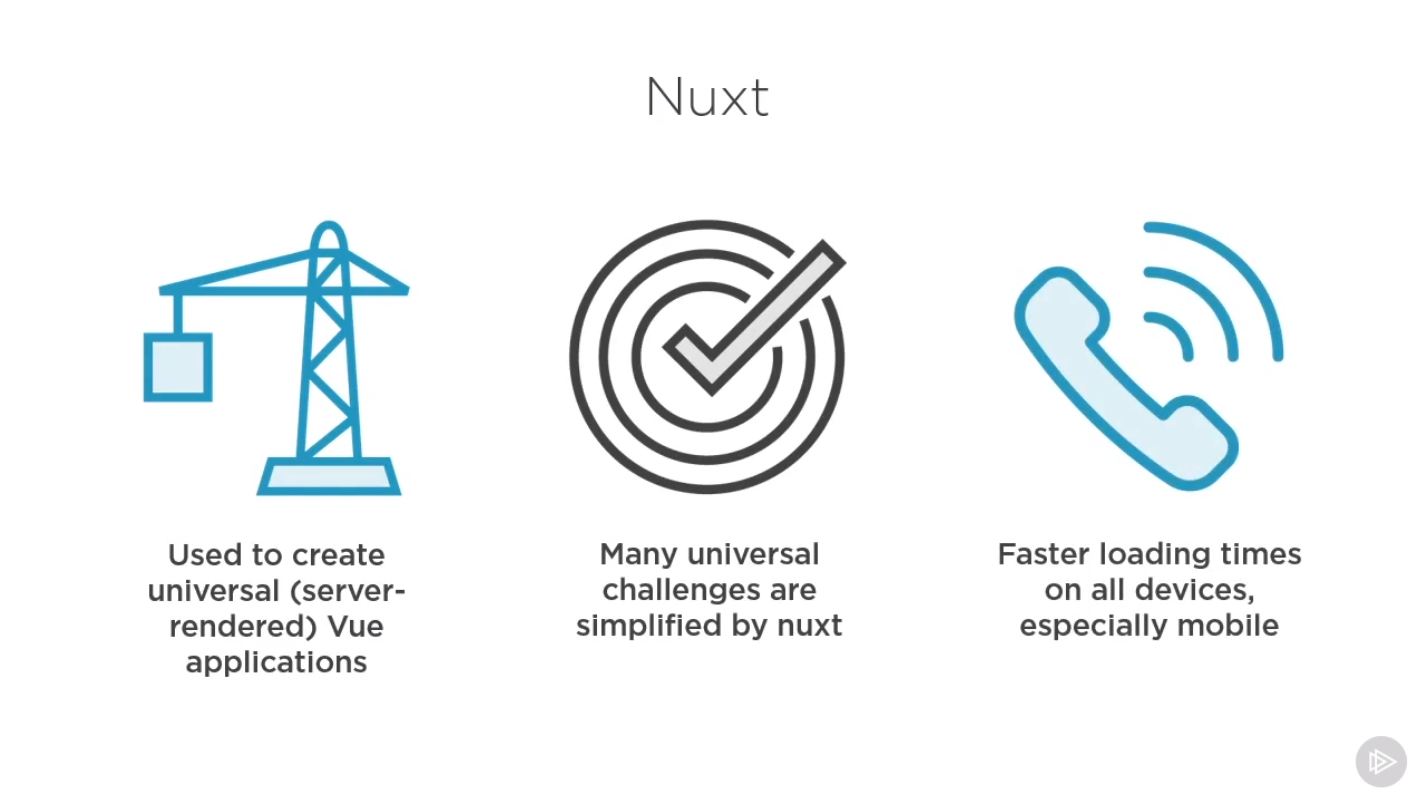 Nuxt
Used to create
universal (server-
rendered) Vue
applications
Many universal
challenges are
simplified by nuxt
Faster loading times
on all devices,
especially mobile